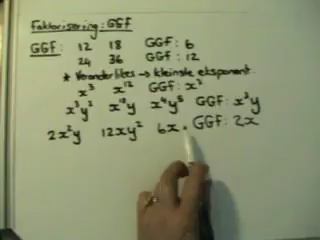 Faktorisering: GGF
GGF: 12 18 GGF: 6
24 36 GGF: 12
* Veranderlikes → kleinste eksponent.
x³ x¹² GGF: x³
x³y² x¹⁰y x⁴y⁵ GGF: x³y
2x²y 12xy² 6x. GGF: 2x